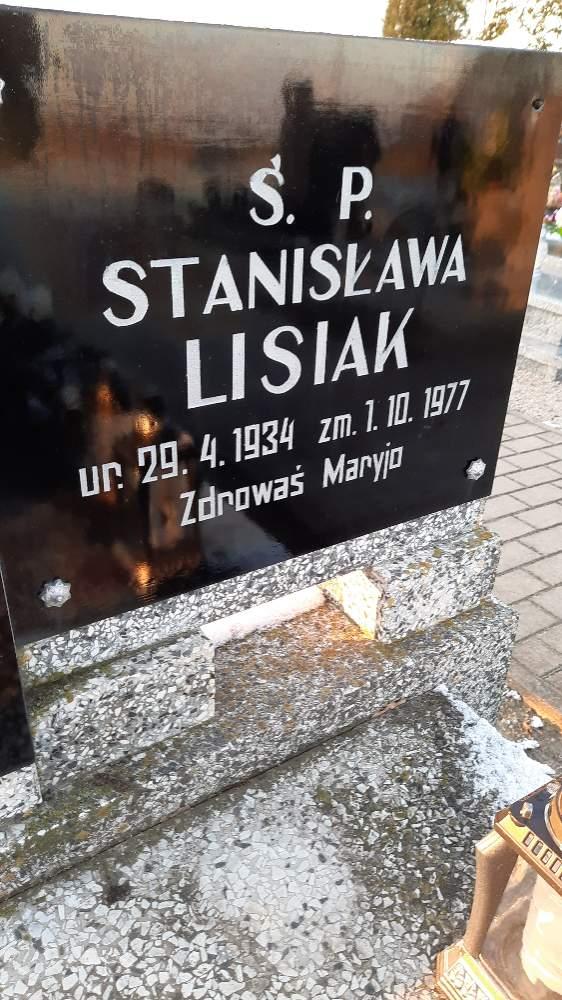 Ś. P.
STANISŁAWA
LISIAK
ur. 29. 4. 1934 zm. 1. 10. 1977
Zdrowaś Maryjo